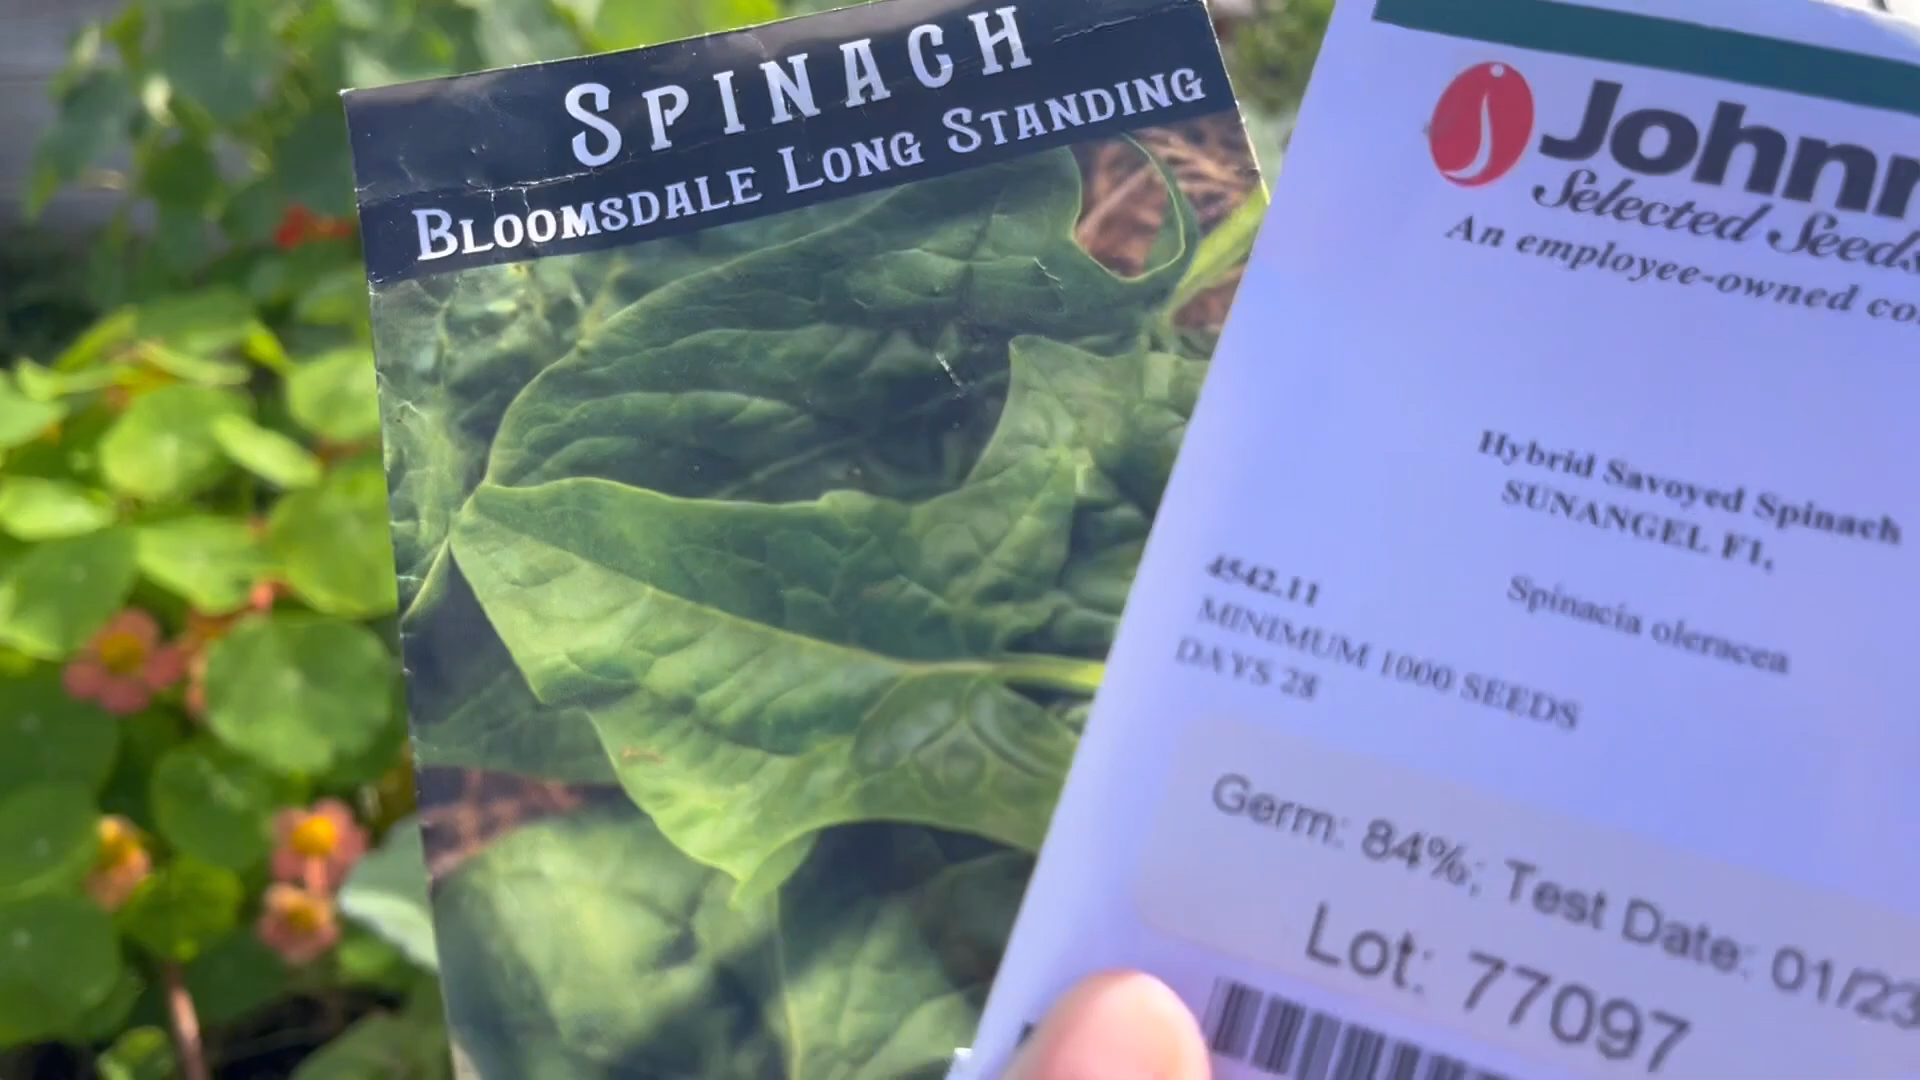 SPINACH
BLOOMSDALE LONG STANDING
Johnn
Selected Seeds
An employee-owned co
Hybrid Savoyed Spinach
SUNANGEL F1,
Spinacia oleracea
4542.11
MINIMUM 1000 SEEDS
DAYS 28
Germ: 84%; Test Date: 01/23
Lot: 77097